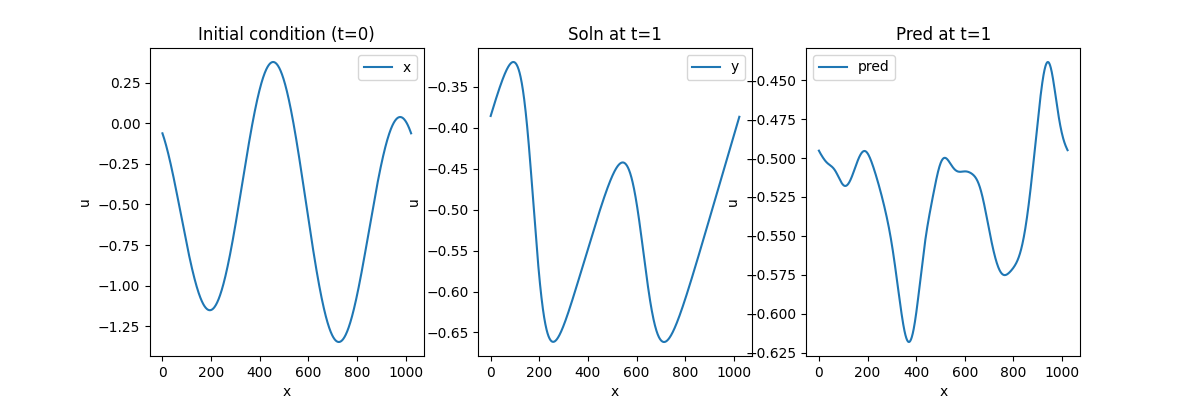 Initial condition (t=0)
x
0.25
0.00
−0.25
−0.50
−0.75
−1.00
−1.25
u
0 200 400 600 800 1000
x
Soln at t=1
y
−0.35
−0.40
−0.45
−0.50
−0.55
−0.60
−0.65
u
0 200 400 600 800 1000
x
Pred at t=1
pred
−0.450
−0.475
−0.500
−0.525
−0.550
−0.575
−0.600
−0.625
u
0 200 400 600 800 1000
x